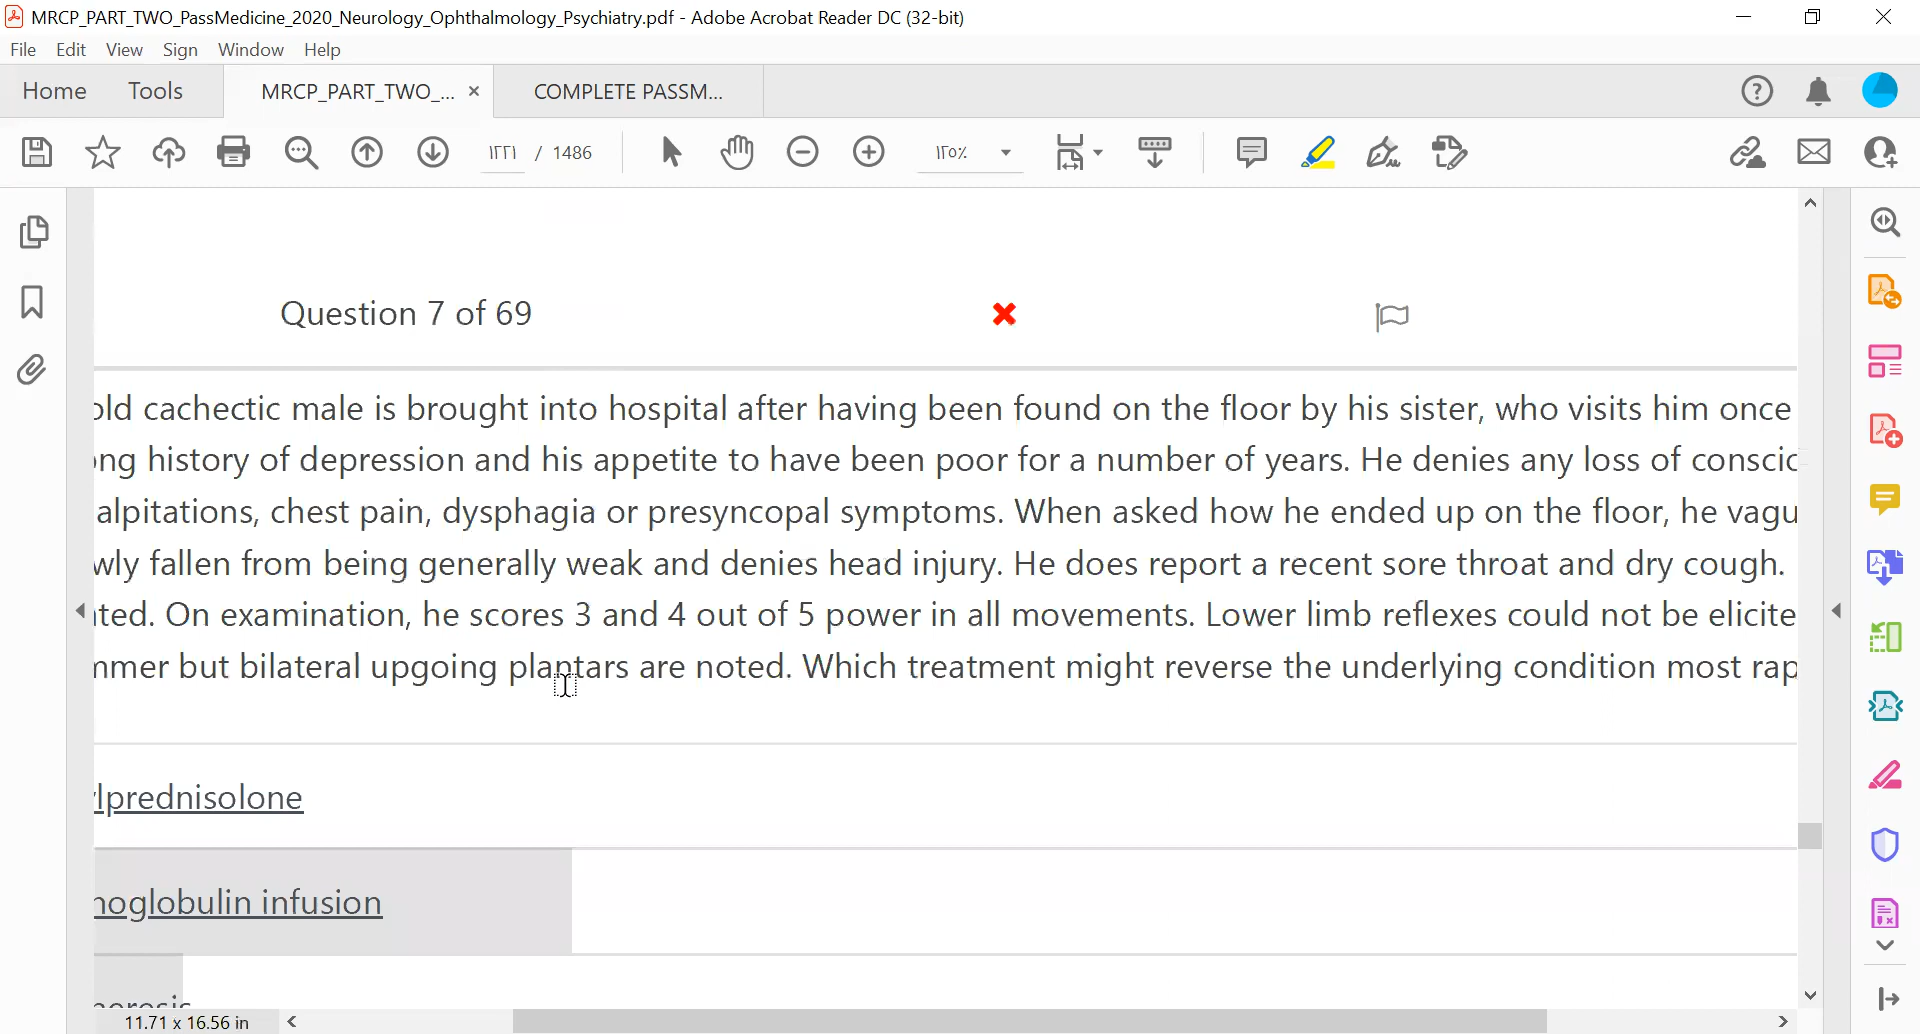 MRCP_PART_TWO_PassMedicine_2020_Neurology_Ophthalmology_Psychiatry.pdf - Adobe Acrobat Reader DC (32-bit)
File Edit View Sign Window Help
Home Tools MRCP_PART_TWO_... × COMPLETE PASSM...
١٢٢١ / 1486 ١٢٥٪
Question 7 of 69
old cachectic male is brought into hospital after having been found on the floor by his sister, who visits him once
ong history of depression and his appetite to have been poor for a number of years. He denies any loss of conscic
alpitations, chest pain, dysphagia or presyncopal symptoms. When asked how he ended up on the floor, he vagu
wly fallen from being generally weak and denies head injury. He does report a recent sore throat and dry cough.
ted. On examination, he scores 3 and 4 out of 5 power in all movements. Lower limb reflexes could not be elicite
mmer but bilateral upgoing plantars are noted. Which treatment might reverse the underlying condition most rap
lprednisolone
noglobulin infusion
11.71 x 16.56 in